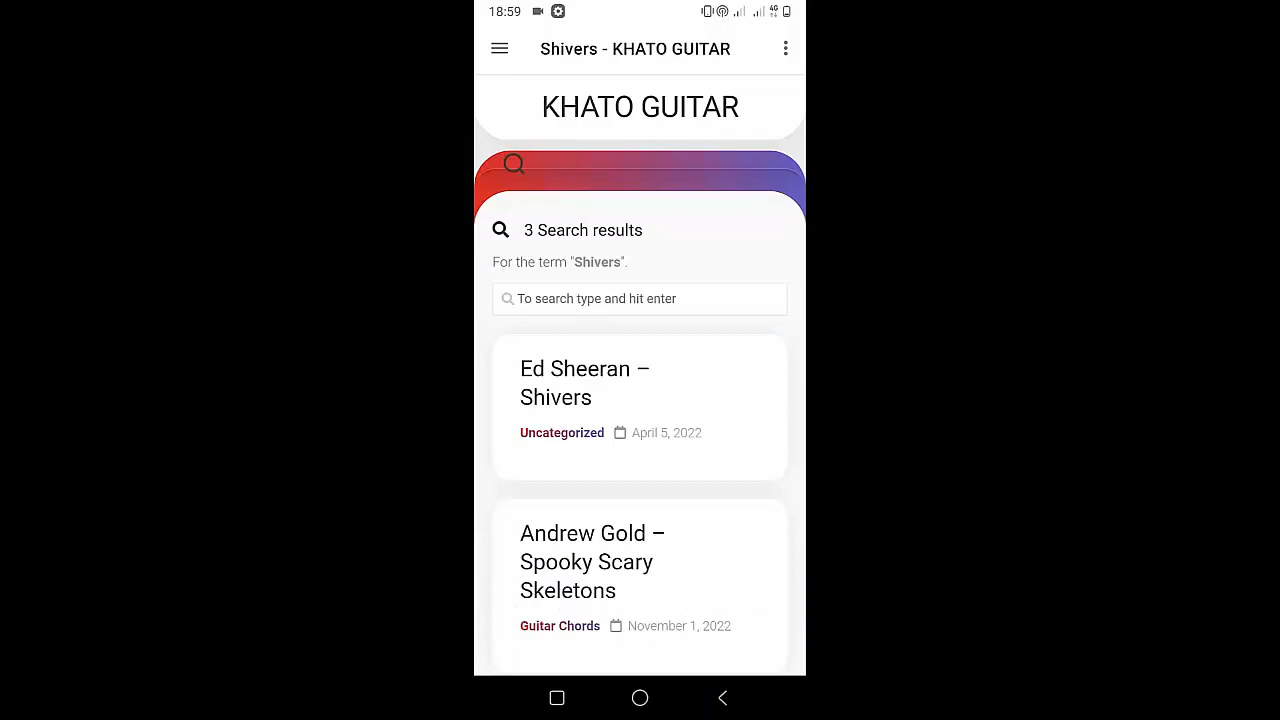 18:59
4G
Shivers - KHATO GUITAR
KHATO GUITAR
3 Search results
For the term "Shivers".
To search type and hit enter
Ed Sheeran –
Shivers
Uncategorized April 5, 2022
Andrew Gold –
Spooky Scary
Skeletons
Guitar Chords November 1, 2022